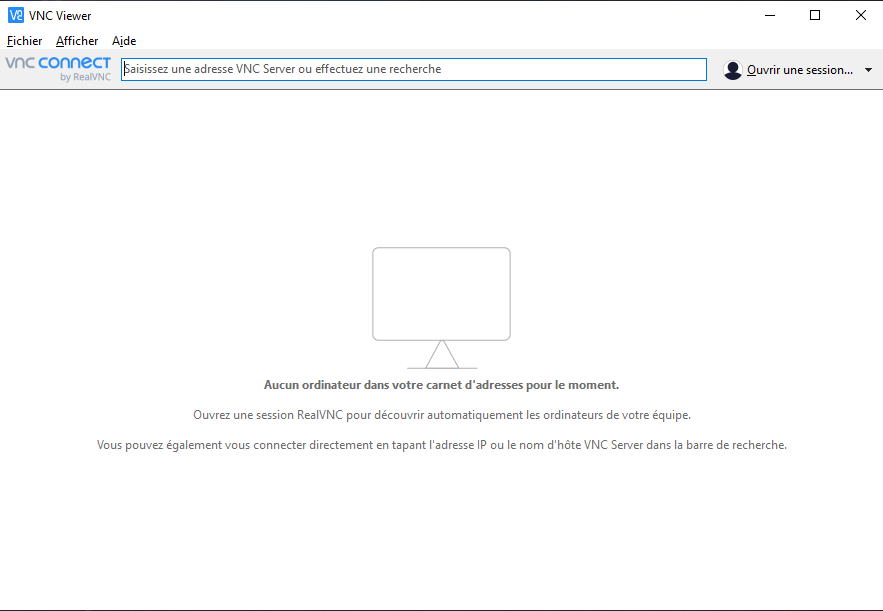 VNC Viewer
Fichier Afficher Aide
vnc connect
by RealVNC
Saisissez une adresse VNC Server ou effectuez une recherche
Ouvrir une session...
Aucun ordinateur dans votre carnet d'adresses pour le moment.
Ouvrez une session RealVNC pour découvrir automatiquement les ordinateurs de votre équipe.
Vous pouvez également vous connecter directement en tapant l'adresse IP ou le nom d'hôte VNC Server dans la barre de recherche.